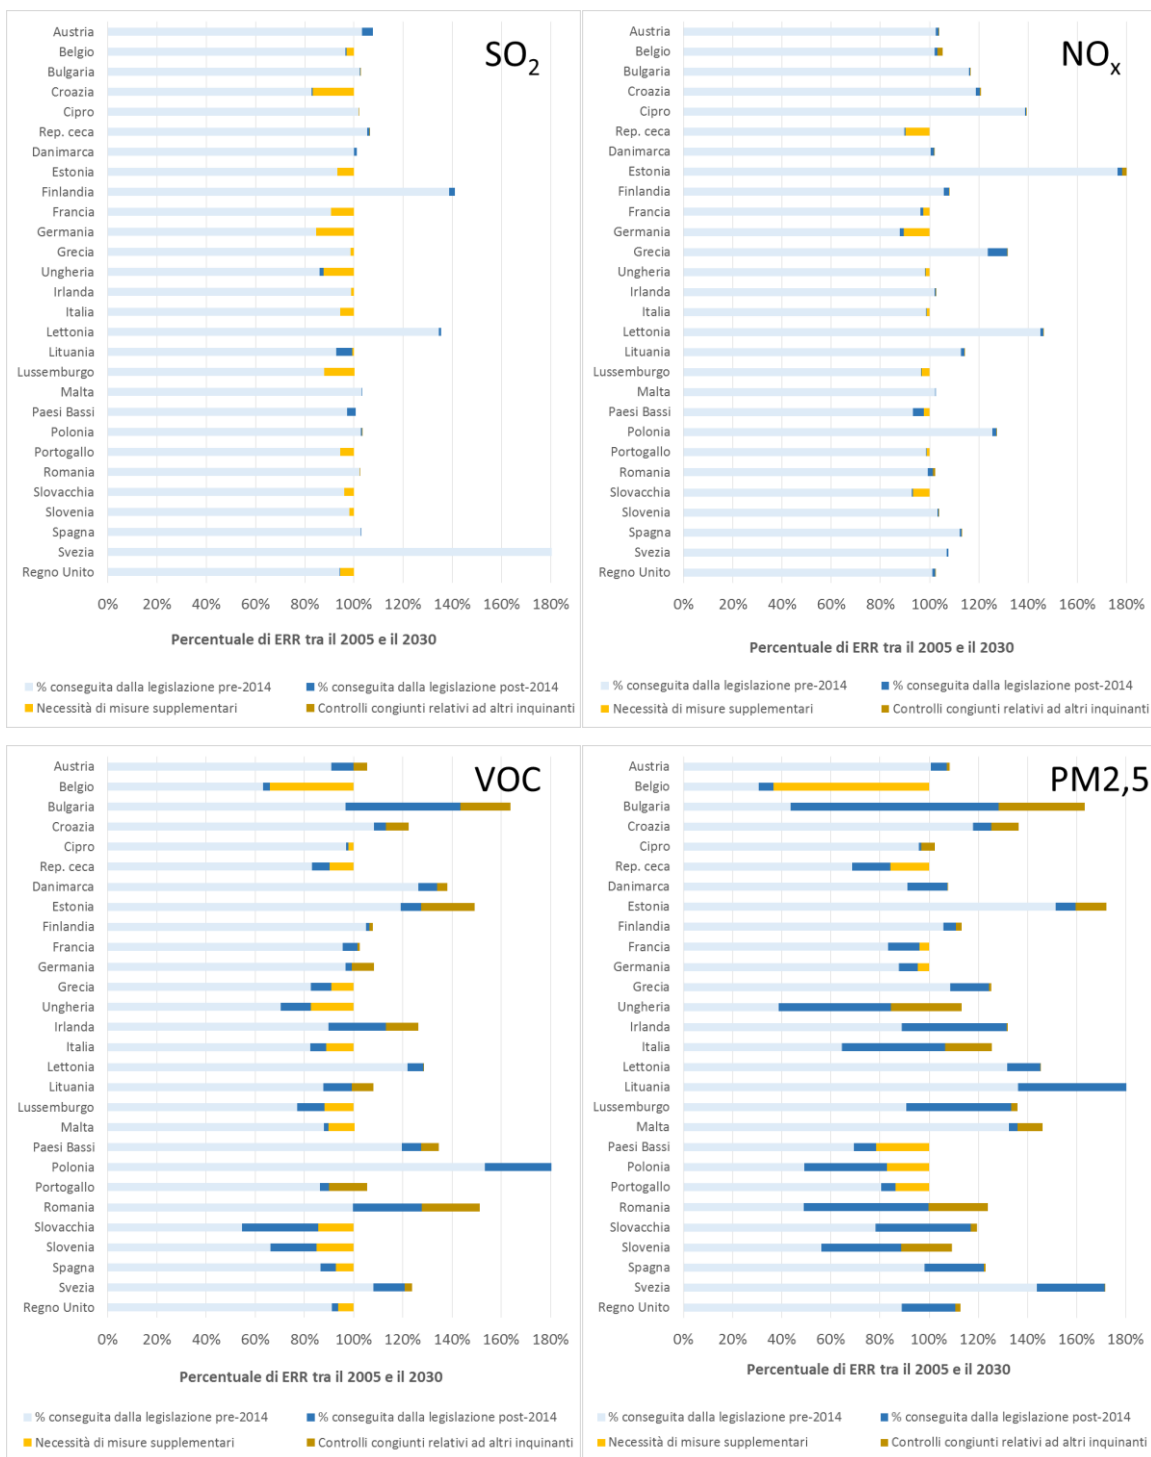 SO2
Austria
Belgio
Bulgaria
Croazia
Cipro
Rep. ceca
Danimarca
Estonia
Finlandia
Francia
Germania
Grecia
Ungheria
Irlanda
Italia
Lettonia
Lituania
Lussemburgo
Malta
Paesi Bassi
Polonia
Portogallo
Romania
Slovacchia
Slovenia
Spagna
Svezia
Regno Unito
0% 20% 40% 60% 80% 100% 120% 140% 160% 180%
Percentuale di ERR tra il 2005 e il 2030
% conseguita dalla legislazione pre-2014 % conseguita dalla legislazione post-2014
Necessità di misure supplementari Controlli congiunti relativi ad altri inquinanti
NOx
Austria
Belgio
Bulgaria
Croazia
Cipro
Rep. ceca
Danimarca
Estonia
Finlandia
Francia
Germania
Grecia
Ungheria
Irlanda
Italia
Lettonia
Lituania
Lussemburgo
Malta
Paesi Bassi
Polonia
Portogallo
Romania
Slovacchia
Slovenia
Spagna
Svezia
Regno Unito
0% 20% 40% 60% 80% 100% 120% 140% 160% 180%
Percentuale di ERR tra il 2005 e il 2030
% conseguita dalla legislazione pre-2014 % conseguita dalla legislazione post-2014
Necessità di misure supplementari Controlli congiunti relativi ad altri inquinanti
VOC
Austria
Belgio
Bulgaria
Croazia
Cipro
Rep. ceca
Danimarca
Estonia
Finlandia
Francia
Germania
Grecia
Ungheria
Irlanda
Italia
Lettonia
Lituania
Lussemburgo
Malta
Paesi Bassi
Polonia
Portogallo
Romania
Slovacchia
Slovenia
Spagna
Svezia
Regno Unito
0% 20% 40% 60% 80% 100% 120% 140% 160% 180%
Percentuale di ERR tra il 2005 e il 2030
% conseguita dalla legislazione pre-2014 % conseguita dalla legislazione post-2014
Necessità di misure supplementari Controlli congiunti relativi ad altri inquinanti
PM2,5
Austria
Belgio
Bulgaria
Croazia
Cipro
Rep. ceca
Danimarca
Estonia
Finlandia
Francia
Germania
Grecia
Ungheria
Irlanda
Italia
Lettonia
Lituania
Lussemburgo
Malta
Paesi Bassi
Polonia
Portogallo
Romania
Slovacchia
Slovenia
Spagna
Svezia
Regno Unito
0% 20% 40% 60% 80% 100% 120% 140% 160% 180%
Percentuale di ERR tra il 2005 e il 2030
% conseguita dalla legislazione pre-2014 % conseguita dalla legislazione post-2014
Necessità di misure supplementari Controlli congiunti relativi ad altri inquinanti